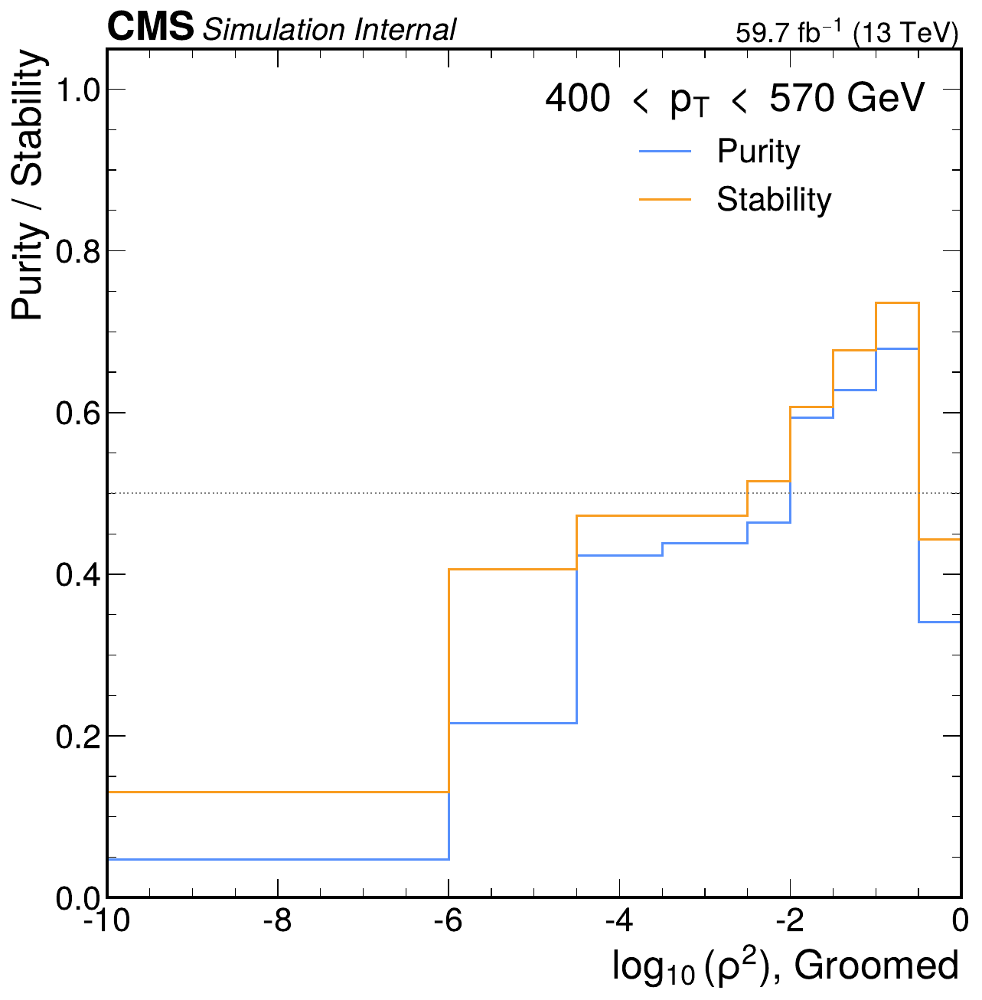 CMS Simulation Internal 59.7 fb⁻¹ (13 TeV)
Purity / Stability
400 < pT < 570 GeV
Purity
Stability
1.0
0.8
0.6
0.4
0.2
0.0
-10 -8 -6 -4 -2 0
log₁₀ (ρ²), Groomed